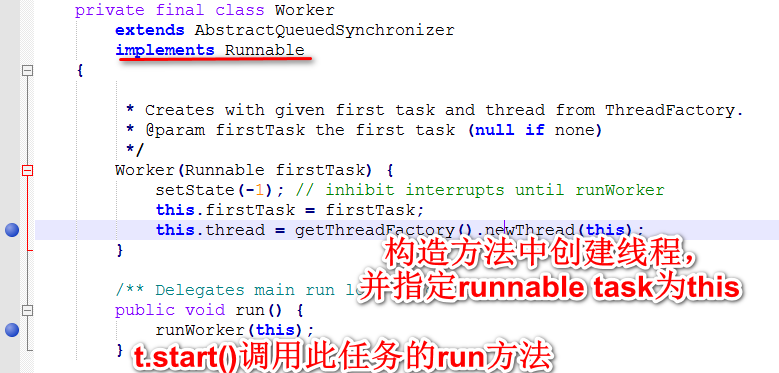 private final class Worker
extends AbstractQueuedSynchronizer
implements Runnable
{
* Creates with given first task and thread from ThreadFactory.
* @param firstTask the first task (null if none)
*/
Worker(Runnable firstTask) {
setState(-1); // inhibit interrupts until runWorker
this.firstTask = firstTask;
this.thread = getThreadFactory().newThread(this);
}
构造方法中创建线程，
并指定runnable task为this
/** Delegates main run
public void run() {
runWorker(this);
}
t.start()调用此任务的run方法